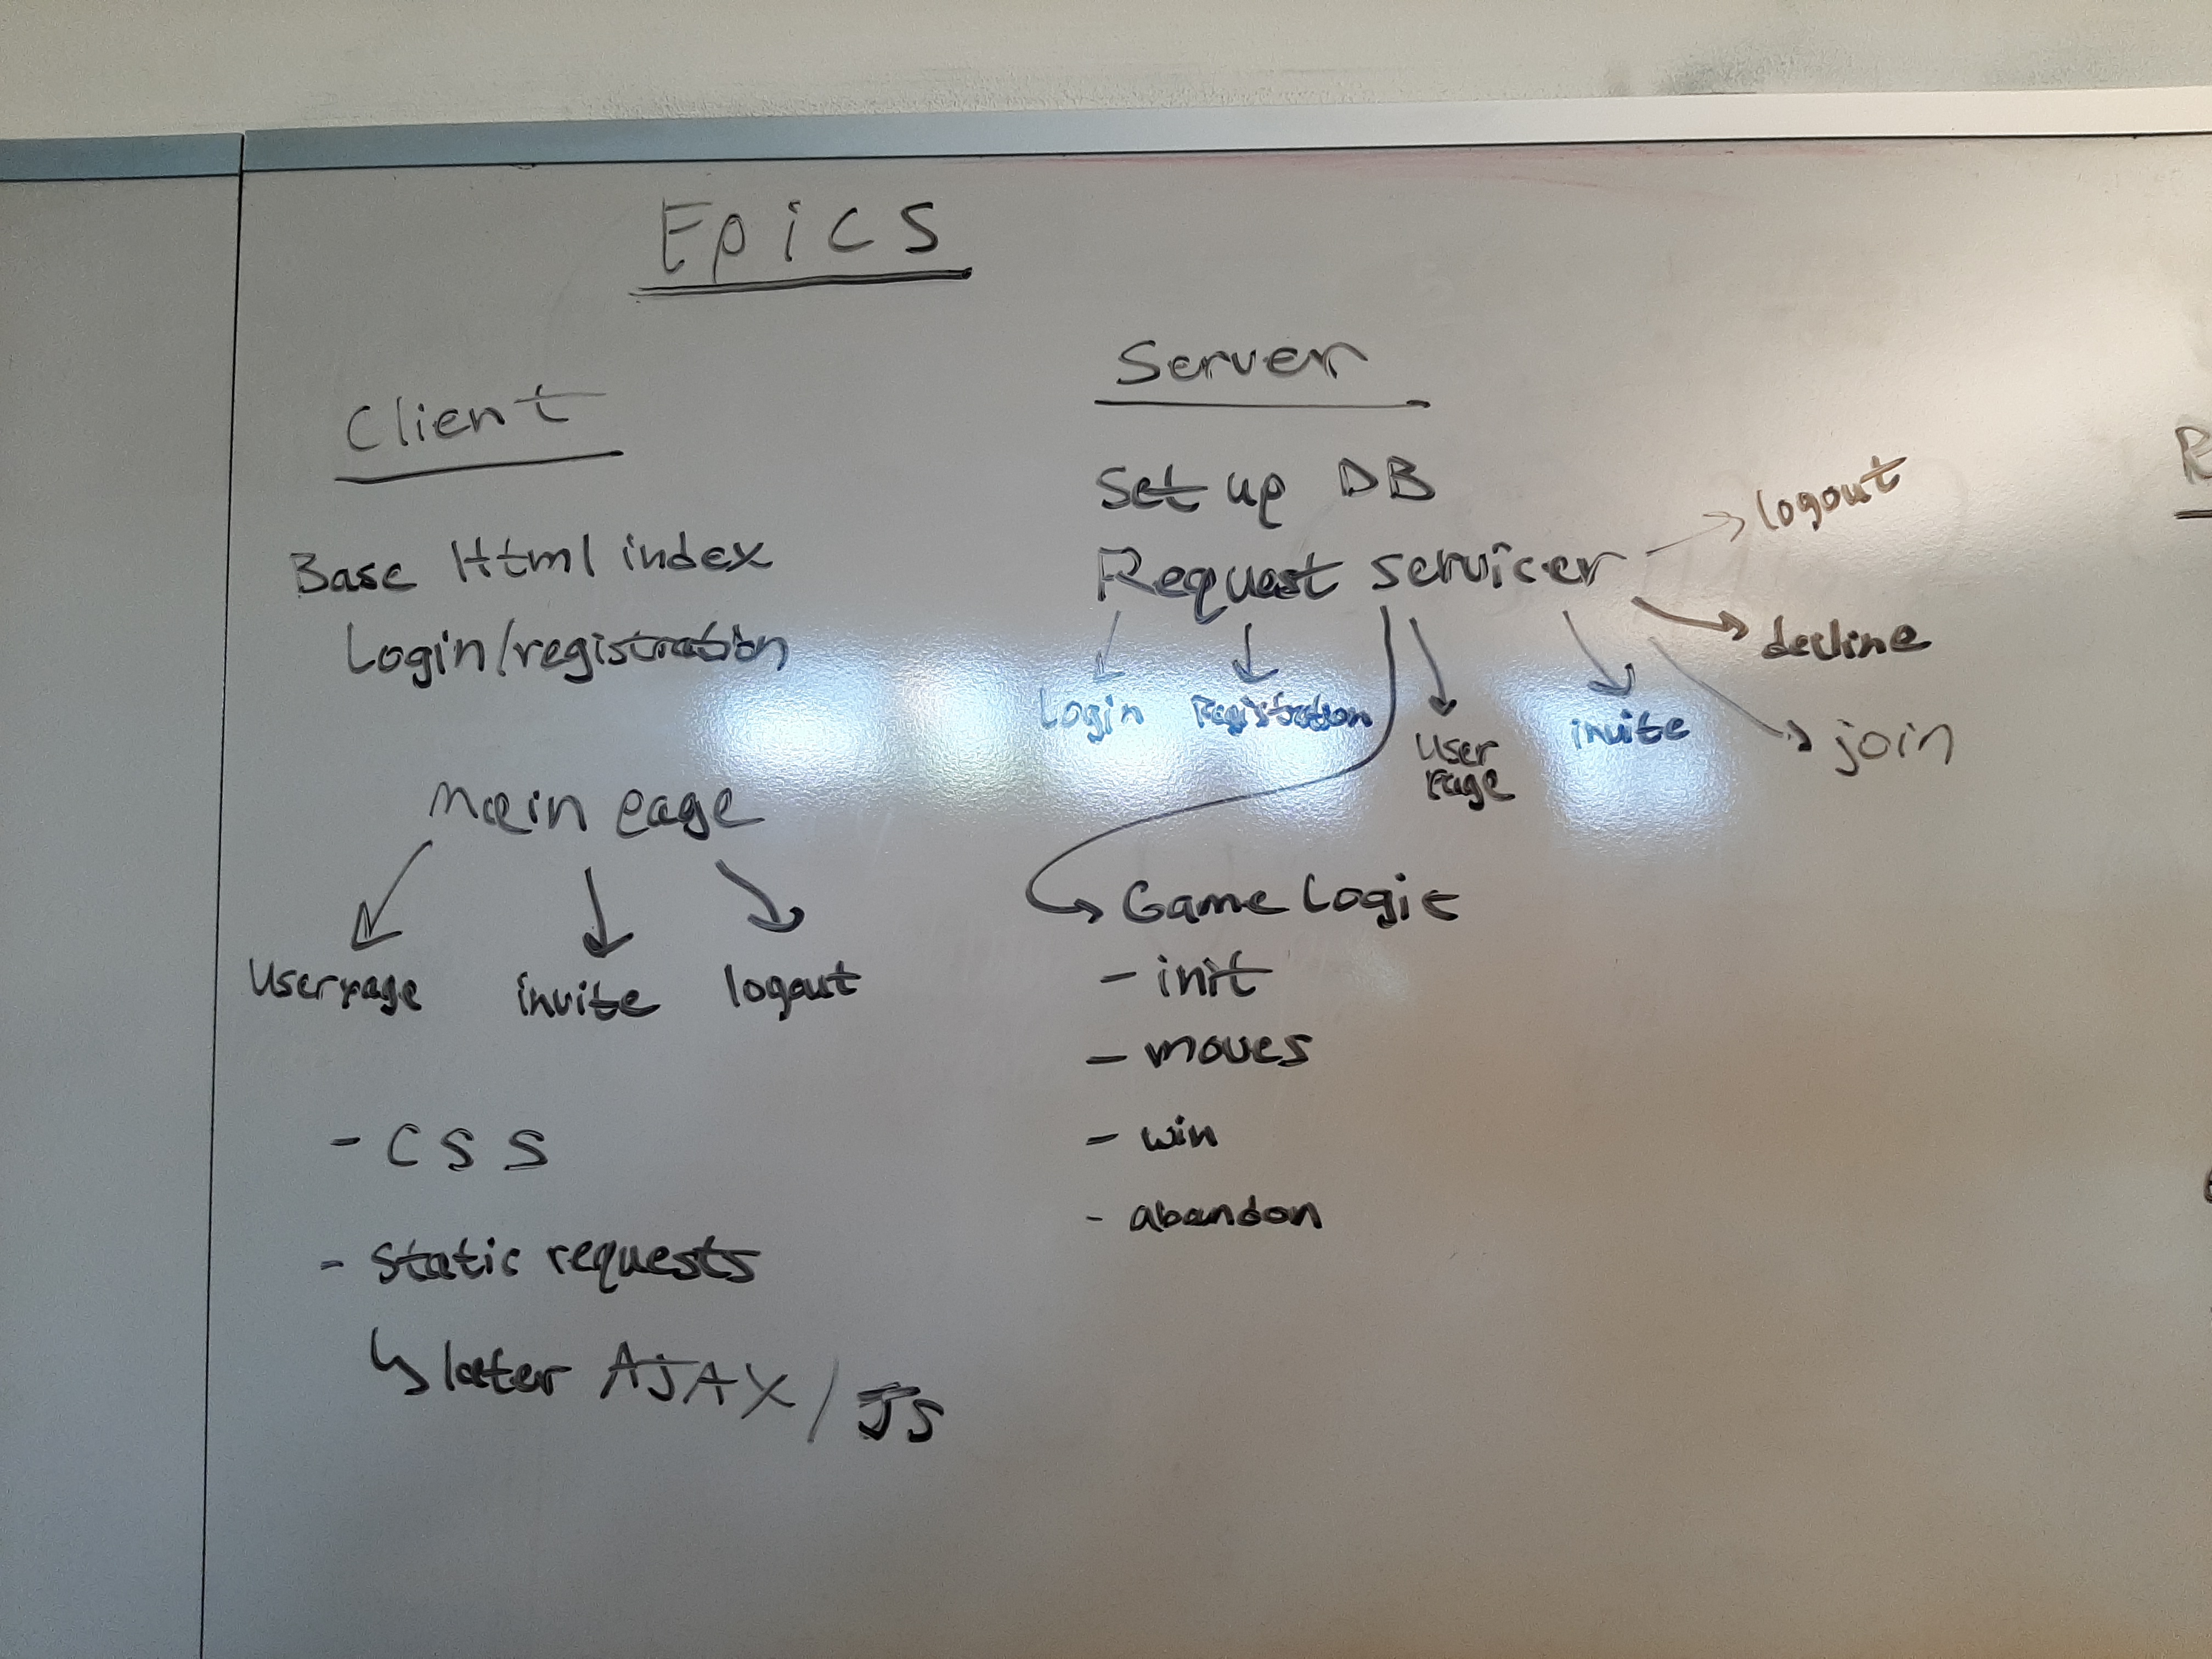 Epics
Client
Base Html index
Login/registration
main page
Userpage invite logout
- CSS
- Static requests
↳ later AJAX / JS
Server
Set up DB
Request servicer
logout
decline
join
Login Registration
User
Page
invite
Game Logic
- init
- moves
- win
- abandon
R